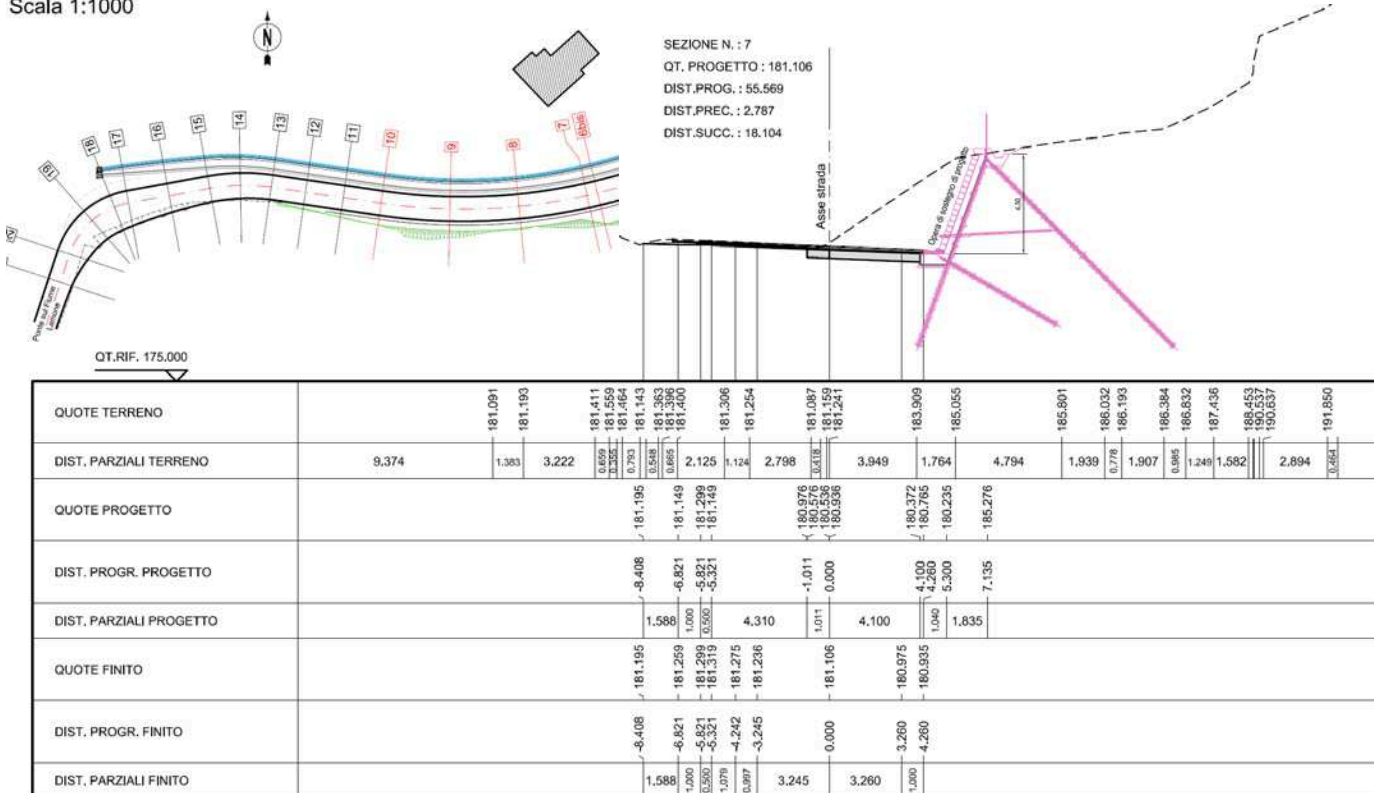 Scala 1:1000
N
SEZIONE N. : 7
QT. PROGETTO : 181.106
DIST.PROG. : 55.569
DIST.PREC. : 2.787
DIST.SUCC. : 18.104
19
18
17
16
15
14
13
12
11
10
9
8
7
6bis
Ponte sul Fiume
Lamone
Asse strada
Opera di sostegno di progetto
QT.RIF. 175.000
QUOTE TERRENO
181.091 181.193 181.411 181.559 181.464 181.143 181.363 181.396 181.400 181.306 181.254 181.087 181.159 181.241 183.909 185.055 185.801 186.032 186.193 186.384 186.832 187.436 188.453 190.537 190.637 191.850
DIST. PARZIALI TERRENO
9.374 1.383 3.222 0.659 0.355 0.793 0.548 0.665 2.125 1.124 2.798 0.418 3.949 1.764 4.794 1.939 0.778 1.907 0.985 1.249 1.582 2.894 0.464
QUOTE PROGETTO
181.195 181.149 181.299 181.149 180.976 180.576 180.536 180.936 180.372 180.765 180.235 185.276
DIST. PROGR. PROGETTO
-8.408 -6.821 -5.821 -5.321 -1.011 0.000 4.100 4.260 5.300 7.135
DIST. PARZIALI PROGETTO
1.588 1.000 0.500 4.310 1.011 4.100 1.040 1.835
QUOTE FINITO
181.195 181.259 181.299 181.319 181.275 181.236 181.106 180.975 180.935
DIST. PROGR. FINITO
-8.408 -6.821 -5.821 -5.321 -4.242 -3.245 0.000 3.260 4.260
DIST. PARZIALI FINITO
1.588 1.000 0.500 1.079 0.997 3.245 3.260 1.000